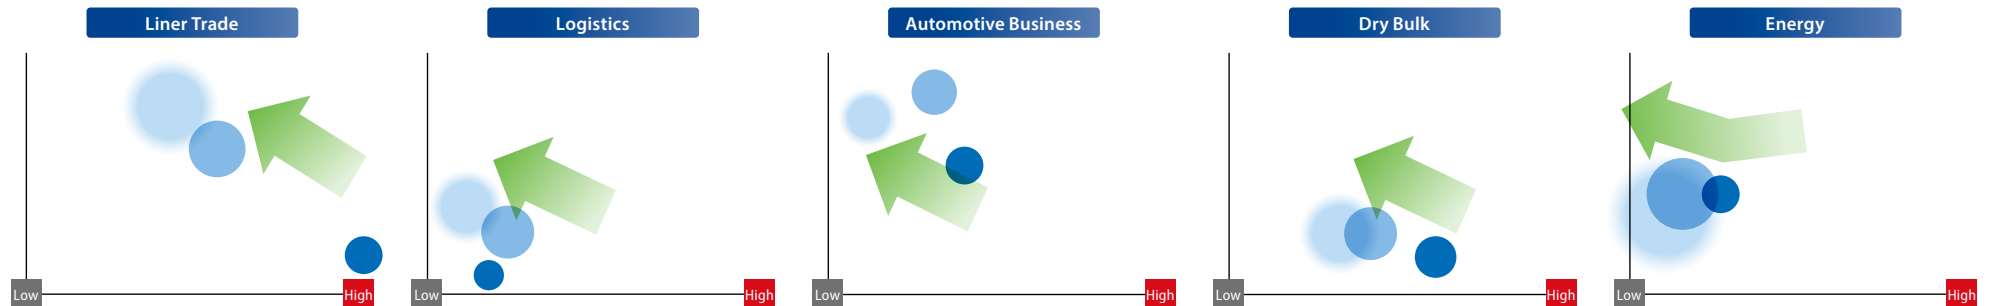 Liner Trade
Logistics
Automotive Business
Dry Bulk
Energy
Low
High
Low
High
Low
High
Low
High
Low
High